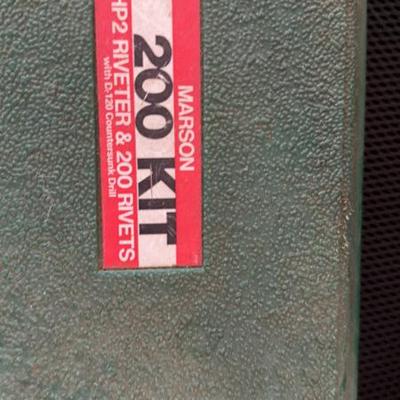 MARSON
200 KIT
HP2 RIVETER & 200 RIVETS
with D-120 Countersunk Drill